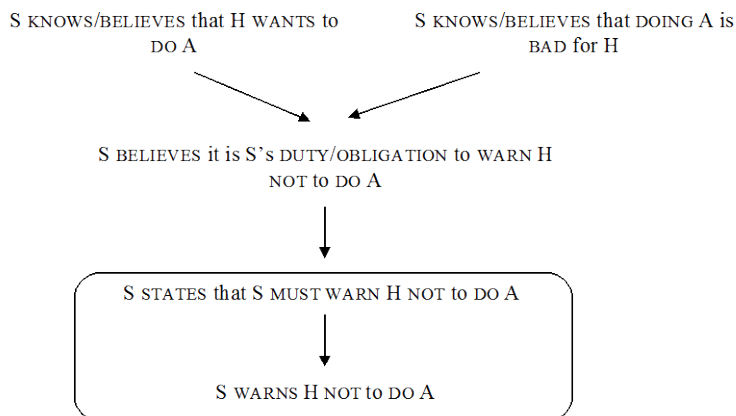 S KNOWS/BELIEVES that H WANTS to
DO A
S KNOWS/BELIEVES that DOING A is
BAD for H
S BELIEVES it is S's DUTY/OBLIGATION to WARN H
NOT to DO A
S STATES that S MUST WARN H NOT to DO A
S WARNS H NOT to DO A